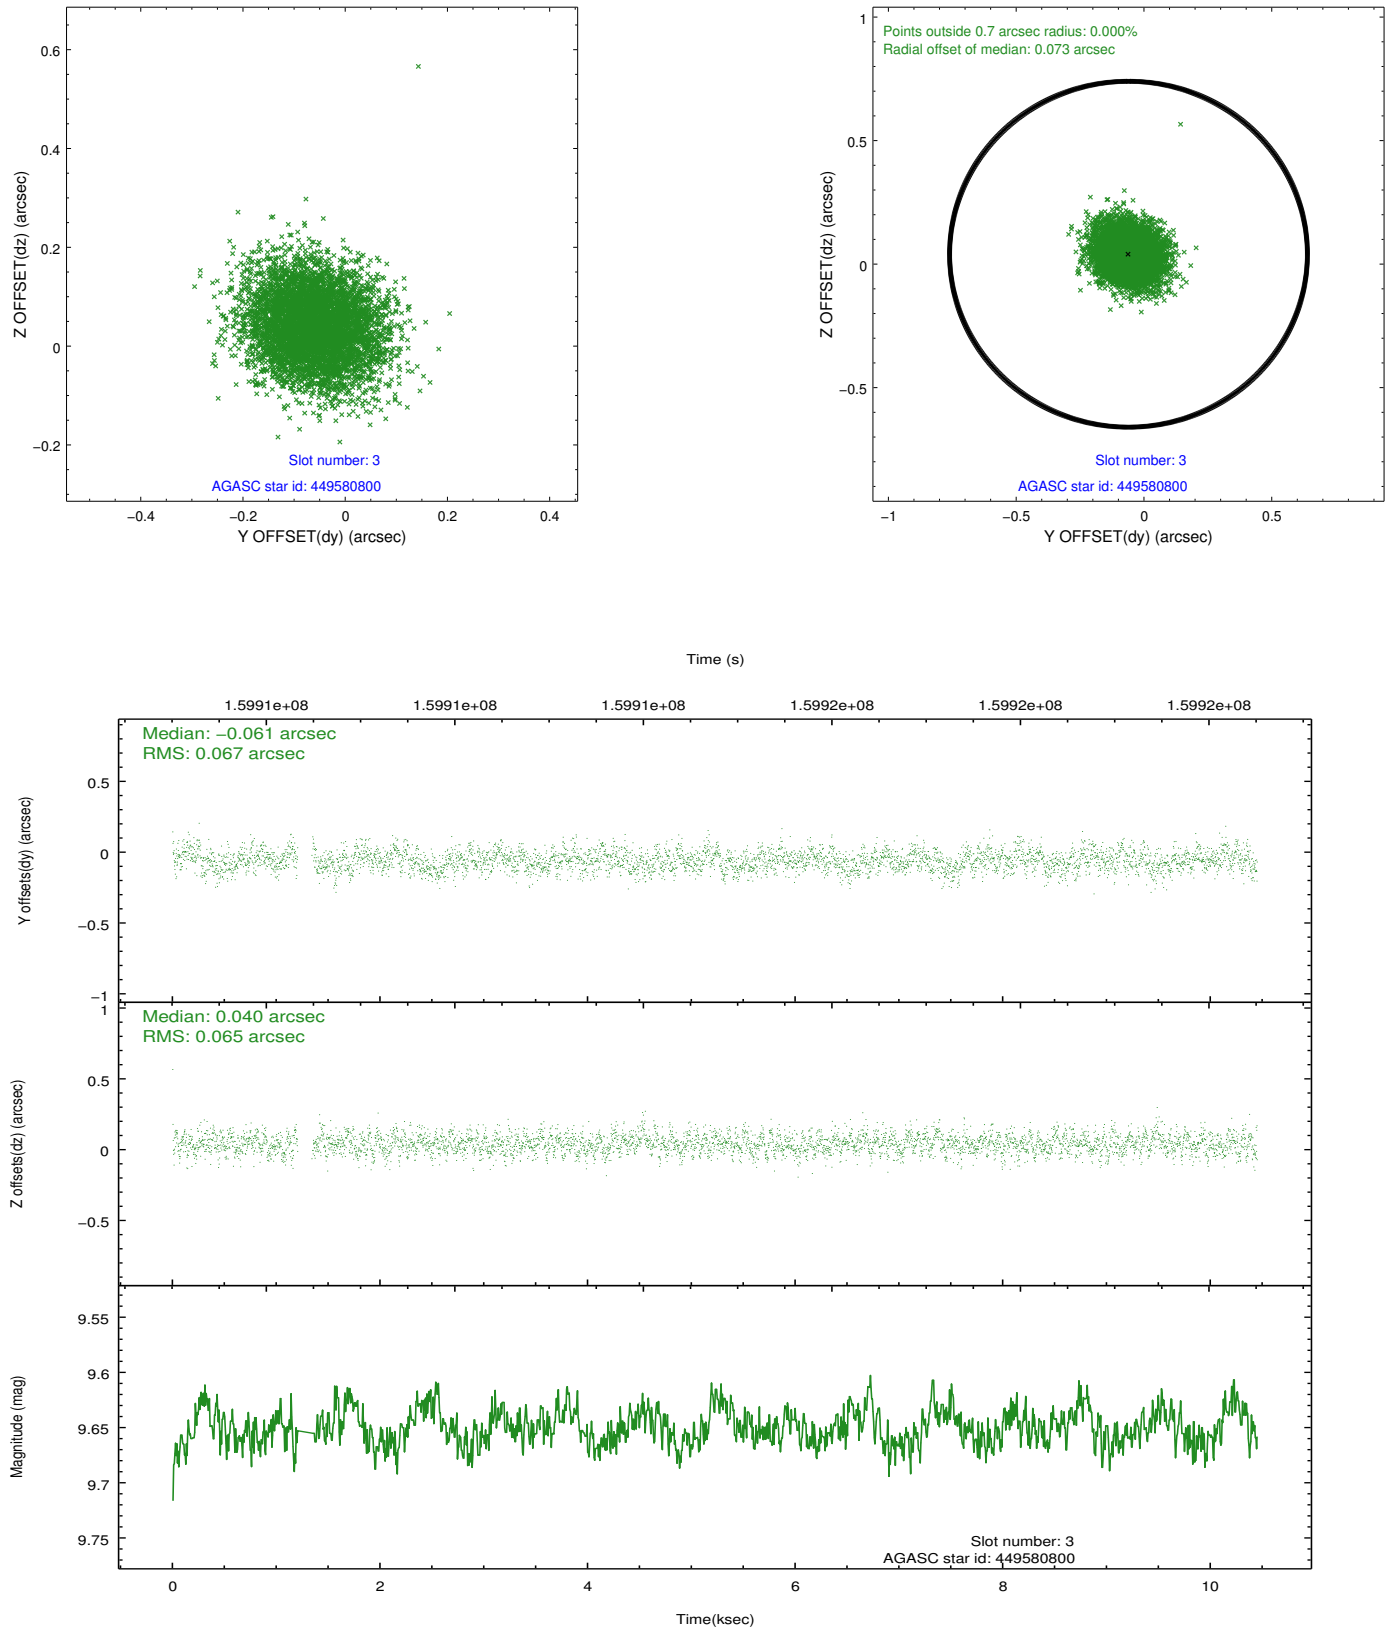 0.6
0.4
0.2
0
−0.2
Z OFFSET(dz) (arcsec)
Slot number: 3
AGASC star id: 449580800
−0.4 −0.2 0 0.2 0.4
Y OFFSET(dy) (arcsec)
Points outside 0.7 arcsec radius: 0.000%
Radial offset of median: 0.073 arcsec
1
0.5
0
−0.5
Z OFFSET(dz) (arcsec)
Slot number: 3
AGASC star id: 449580800
−1 −0.5 0 0.5
Y OFFSET(dy) (arcsec)
Time (s)
1.5991e+08 1.5991e+08 1.5991e+08 1.5992e+08 1.5992e+08 1.5992e+08
Median: −0.061 arcsec
RMS: 0.067 arcsec
0.5
0
−0.5
−1
Y offsets(dy) (arcsec)
Median: 0.040 arcsec
RMS: 0.065 arcsec
1
0.5
0
−0.5
Z offsets(dz) (arcsec)
9.55
9.6
9.65
9.7
9.75
Magnitude (mag)
Slot number: 3
AGASC star id: 449580800
0 2 4 6 8 10
Time(ksec)